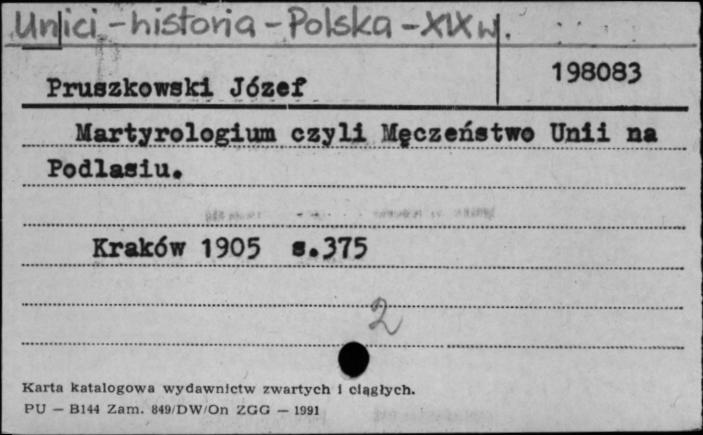 Unici - historia - Polska - XIX w.
198083
Pruszkowski Józef
Martyrologium czyli Męczeństwo Unii na
Podlasiu.
Kraków 1905 s.375
2
Karta katalogowa wydawnictw zwartych i ciągłych.
PU — B144 Zam. 849/DW/On ZGG — 1991